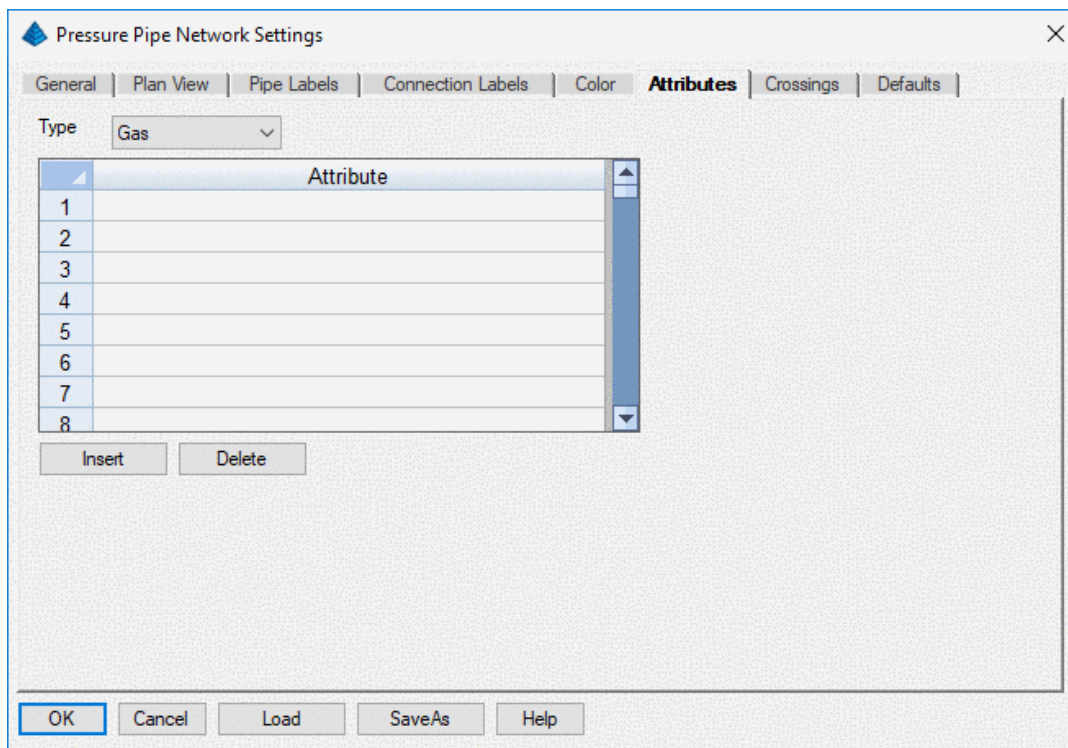 Pressure Pipe Network Settings
General Plan View Pipe Labels Connection Labels Color Attributes Crossings Defaults
Type Gas
Attribute
1
2
3
4
5
6
7
8
Insert Delete
OK Cancel Load SaveAs Help